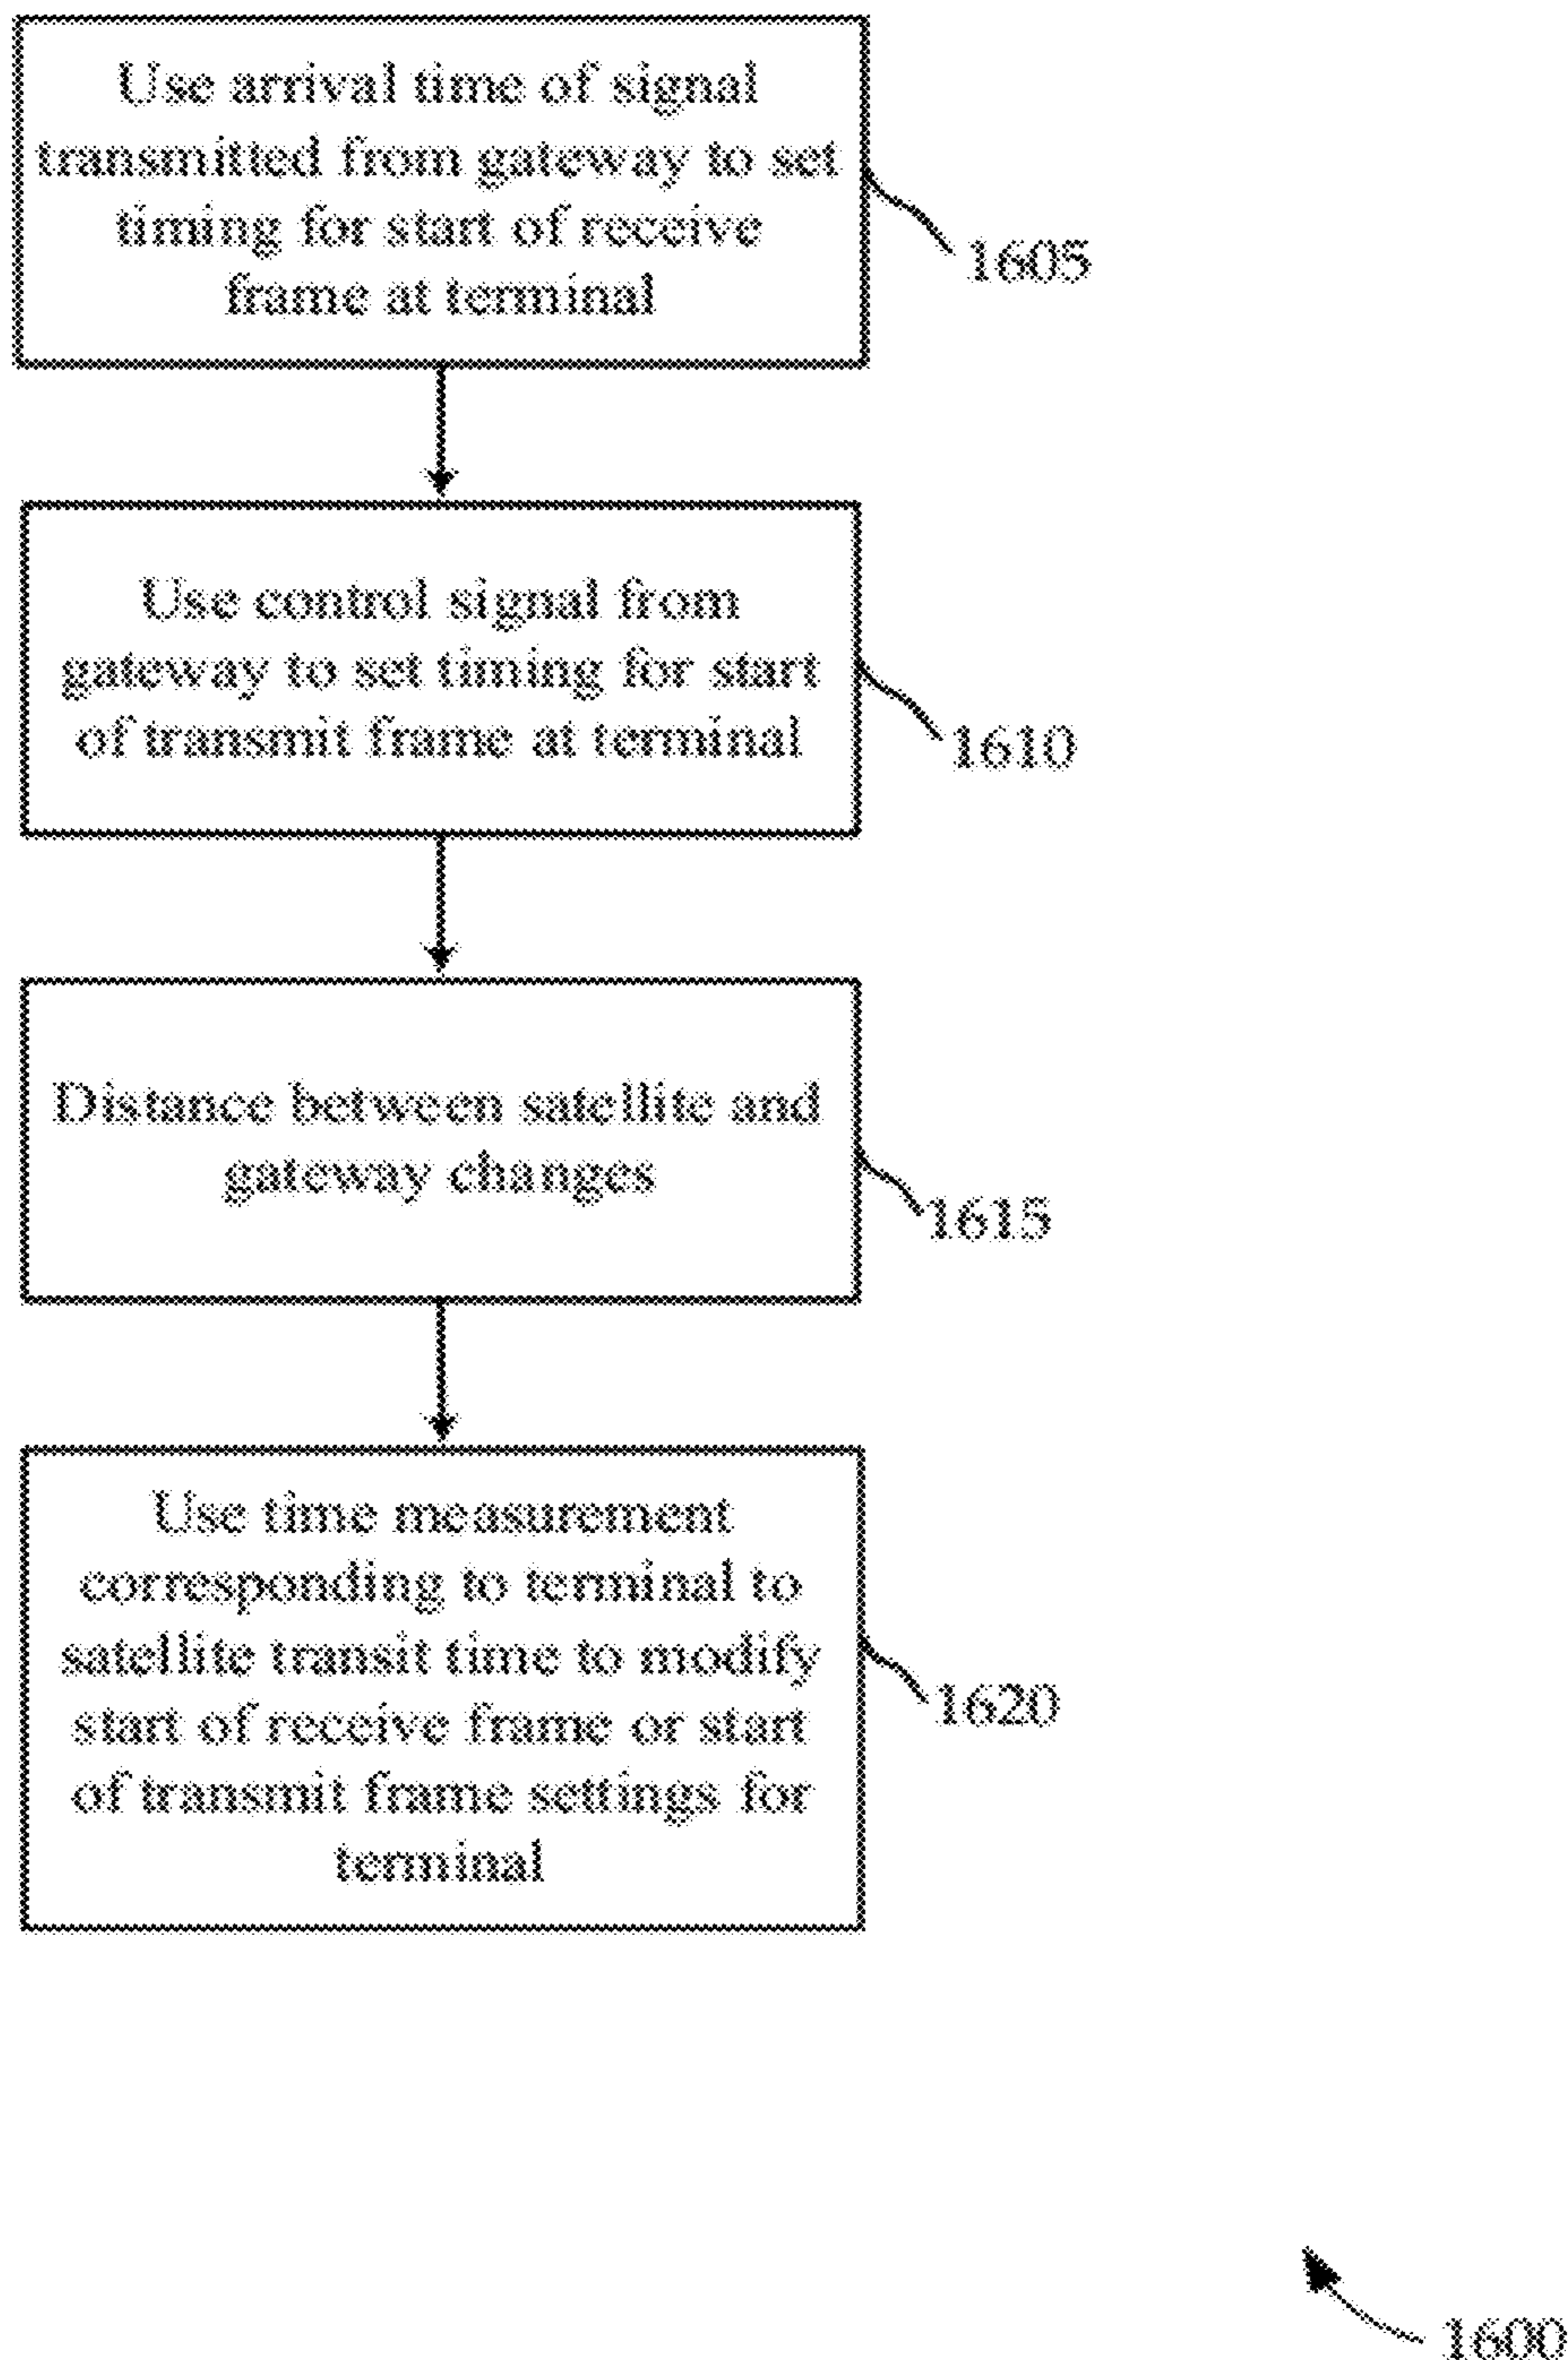 Use arrival time of signal
transmitted from gateway to set
timing for start of receive
frame at terminal
1605
Use control signal from
gateway to set timing for start
of transmit frame at terminal
1610
Distance between satellite and
gateway changes
1615
Use time measurement
corresponding to terminal to
satellite transit time to modify
start of receive frame or start
of transmit frame settings for
terminal
1620
1600